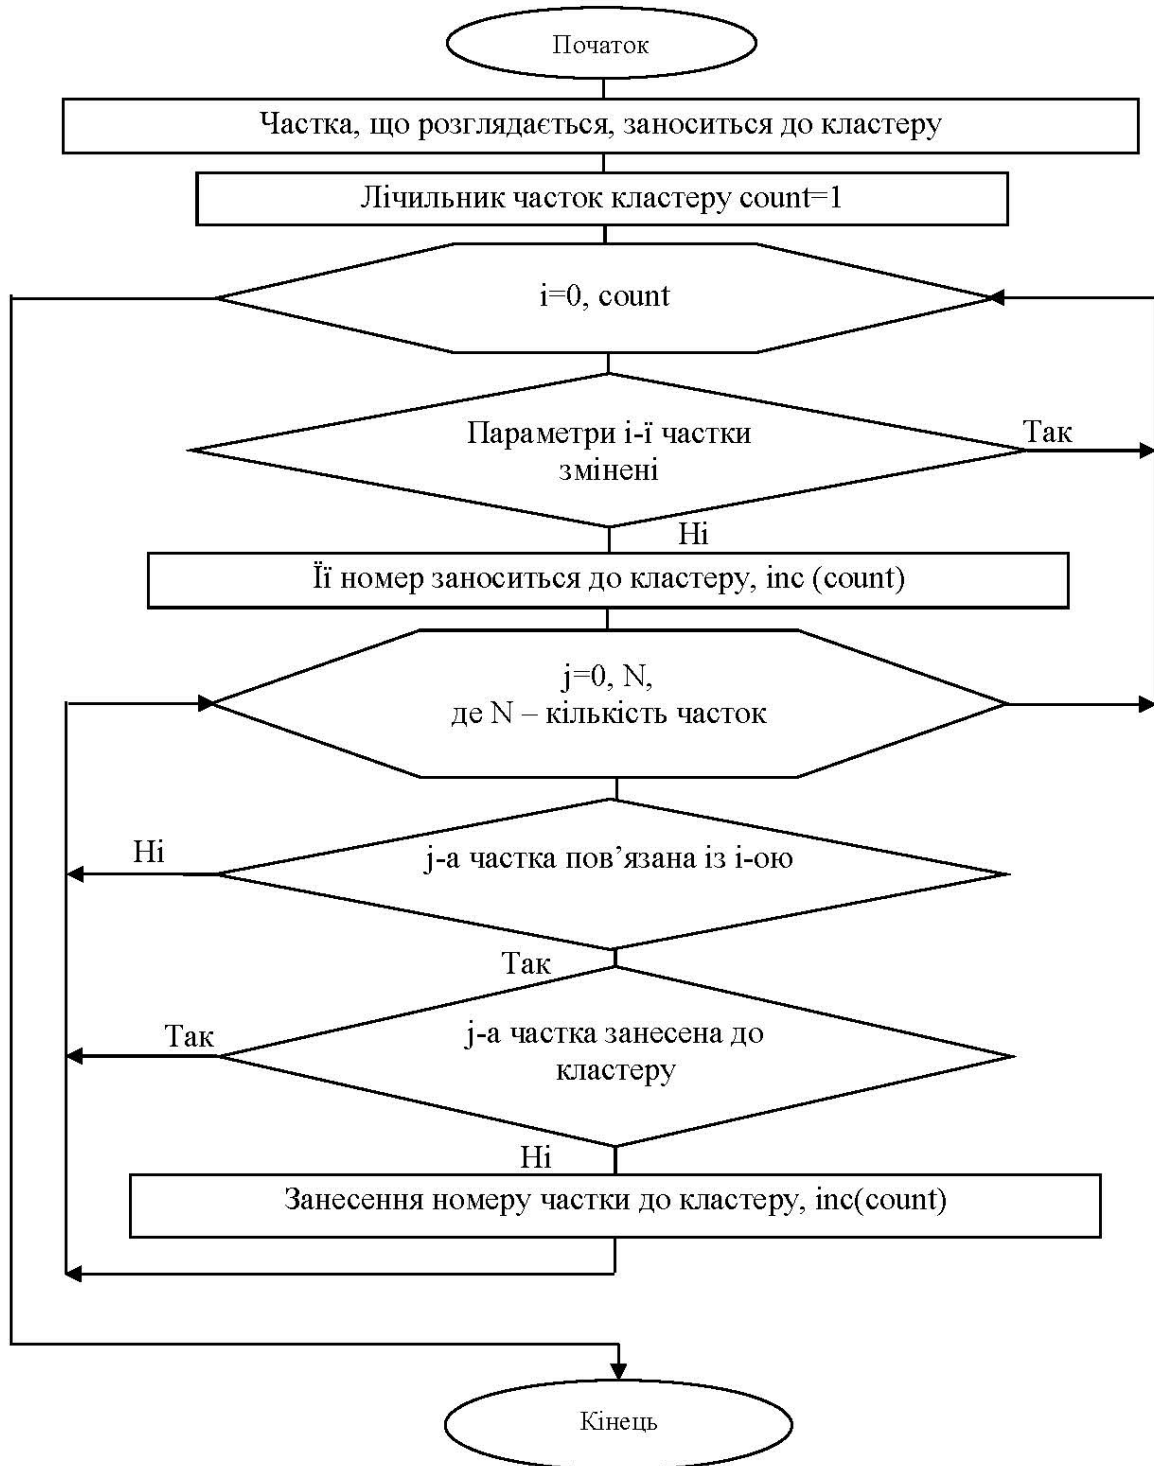 Початок
Частка, що розглядається, заноситься до кластеру
Лічильник часток кластеру count=1
i=0, count
Параметри i-ї частки
змінені
Так
Ні
Її номер заноситься до кластеру, inc (count)
j=0, N,
де N – кількість часток
Ні
j-а частка пов’язана із i-ою
Так
Так
j-а частка занесена до
кластеру
Ні
Занесення номеру частки до кластеру, inc(count)
Кінець